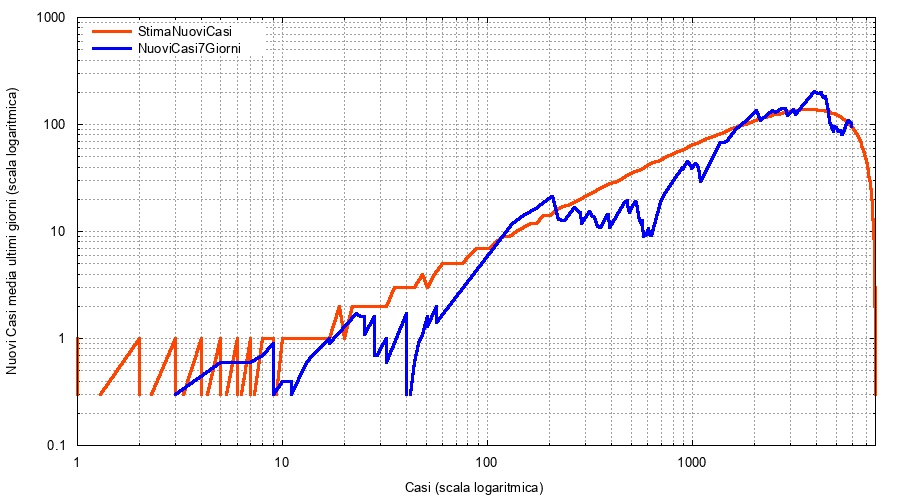 1000
StimaNuoviCasi
NuoviCasi7Giorni
100
10
1
0.1
Nuovi Casi media ultimi giorni (scala logaritmica)
1 10 100 1000
Casi (scala logaritmica)